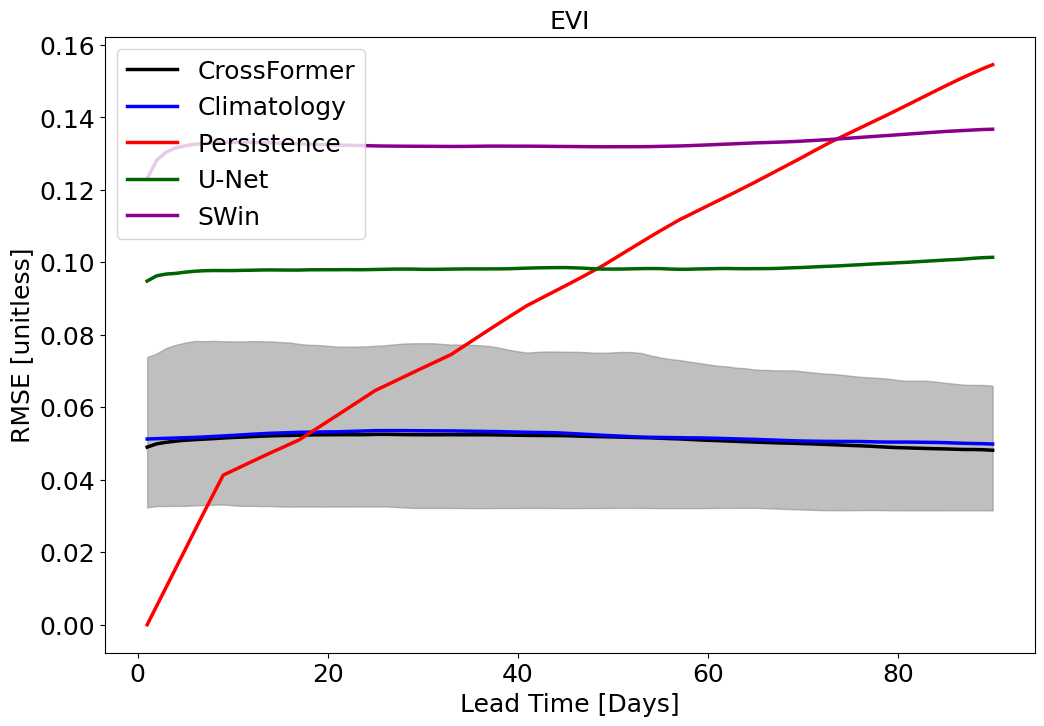 EVI
CrossFormer
Climatology
Persistence
U-Net
SWin
RMSE [unitless]
0.16
0.14
0.12
0.10
0.08
0.06
0.04
0.02
0.00
0 20 40 60 80
Lead Time [Days]